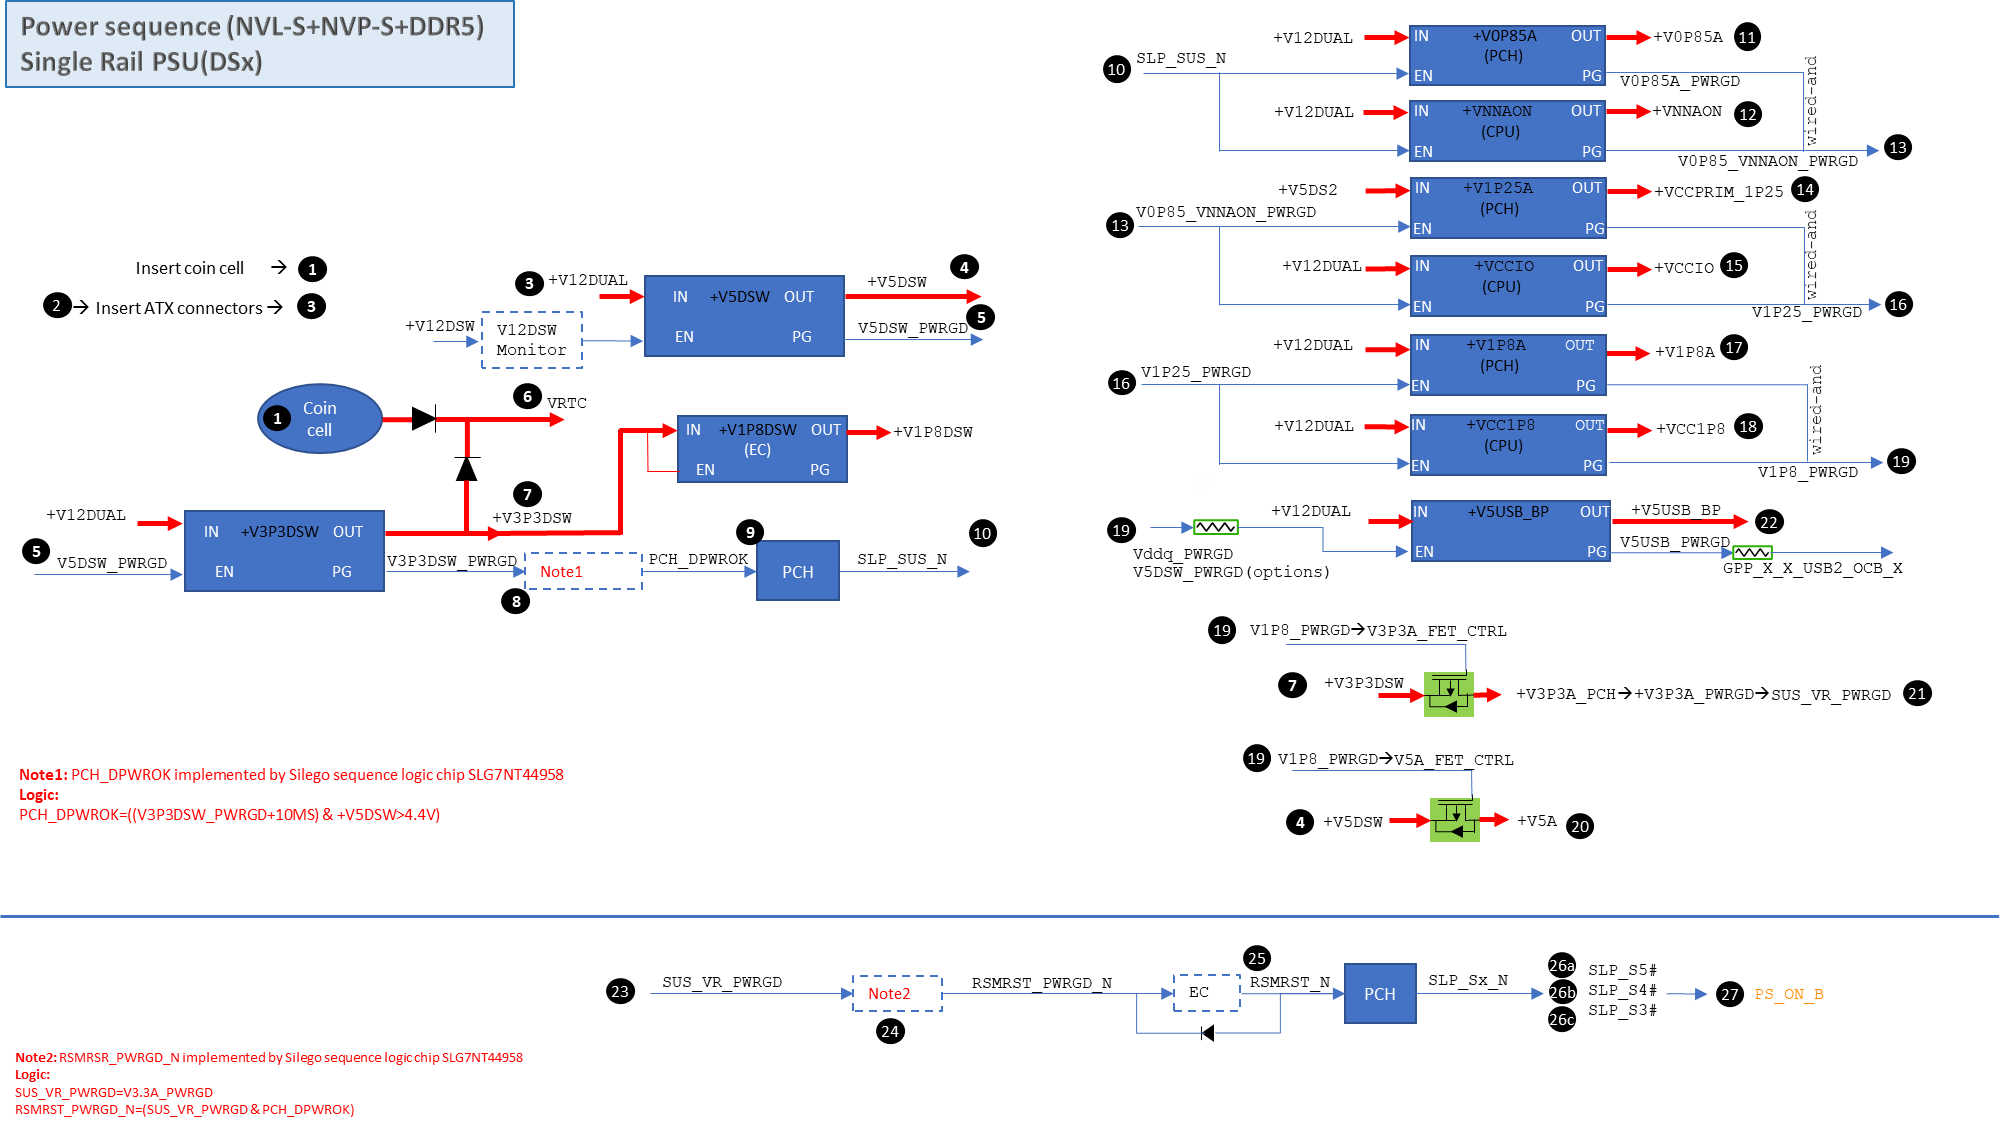 Power sequence (NVL-S+NVP-S+DDR5)
Single Rail PSU(DSx)
Insert coin cell → 1
2 → Insert ATX connectors → 3
3 +V12DUAL
IN +V5DSW OUT
EN PG
+V5DSW 4
V5DSW_PWRGD 5
+V12DSW
V12DSW
Monitor
1 Coin
cell
6 VRTC
IN +V1P8DSW OUT
(EC)
EN PG
+V1P8DSW
7
+V3P3DSW
+V12DUAL
5
V5DSW_PWRGD
IN +V3P3DSW OUT
EN PG
V3P3DSW_PWRGD
Note1
8
PCH_DPWROK
9
PCH
SLP_SUS_N
10
Note1: PCH_DPWROK implemented by Silego sequence logic chip SLG7NT44958
Logic:
PCH_DPWROK=((V3P3DSW_PWRGD+10MS) & +V5DSW>4.4V)
+V12DUAL
10 SLP_SUS_N
IN +V0P85A OUT
(PCH)
EN PG
+V0P85A 11
V0P85A_PWRGD
wired-and
+V12DUAL
IN +VNNAON OUT
(CPU)
EN PG
+VNNAON 12
V0P85_VNNAON_PWRGD 13
+V5DS2
13 V0P85_VNNAON_PWRGD
IN +V1P25A OUT
(PCH)
EN PG
+VCCPRIM_1P25 14
wired-and
+V12DUAL
IN +VCCIO OUT
(CPU)
EN PG
+VCCIO 15
V1P25_PWRGD 16
+V12DUAL
16 V1P25_PWRGD
IN +V1P8A OUT
(PCH)
EN PG
+V1P8A 17
wired-and
+V12DUAL
IN +VCC1P8 OUT
(CPU)
EN PG
+VCC1P8 18
V1P8_PWRGD 19
+V12DUAL
19
Vddq_PWRGD
V5DSW_PWRGD(options)
IN +V5USB_BP OUT
EN PG
+V5USB_BP 22
V5USB_PWRGD
GPP_X_X_USB2_OCB_X
19 V1P8_PWRGD→V3P3A_FET_CTRL
7 +V3P3DSW
+V3P3A_PCH→+V3P3A_PWRGD→SUS_VR_PWRGD 21
19 V1P8_PWRGD→V5A_FET_CTRL
4 +V5DSW
+V5A 20
23 SUS_VR_PWRGD
Note2
24
RSMRST_PWRGD_N
EC
25
RSMRST_N
PCH
SLP_Sx_N
26a SLP_S5#
26b SLP_S4#
26c SLP_S3#
27 PS_ON_B
Note2: RSMRSR_PWRGD_N implemented by Silego sequence logic chip SLG7NT44958
Logic:
SUS_VR_PWRGD=V3.3A_PWRGD
RSMRST_PWRGD_N=(SUS_VR_PWRGD & PCH_DPWROK)